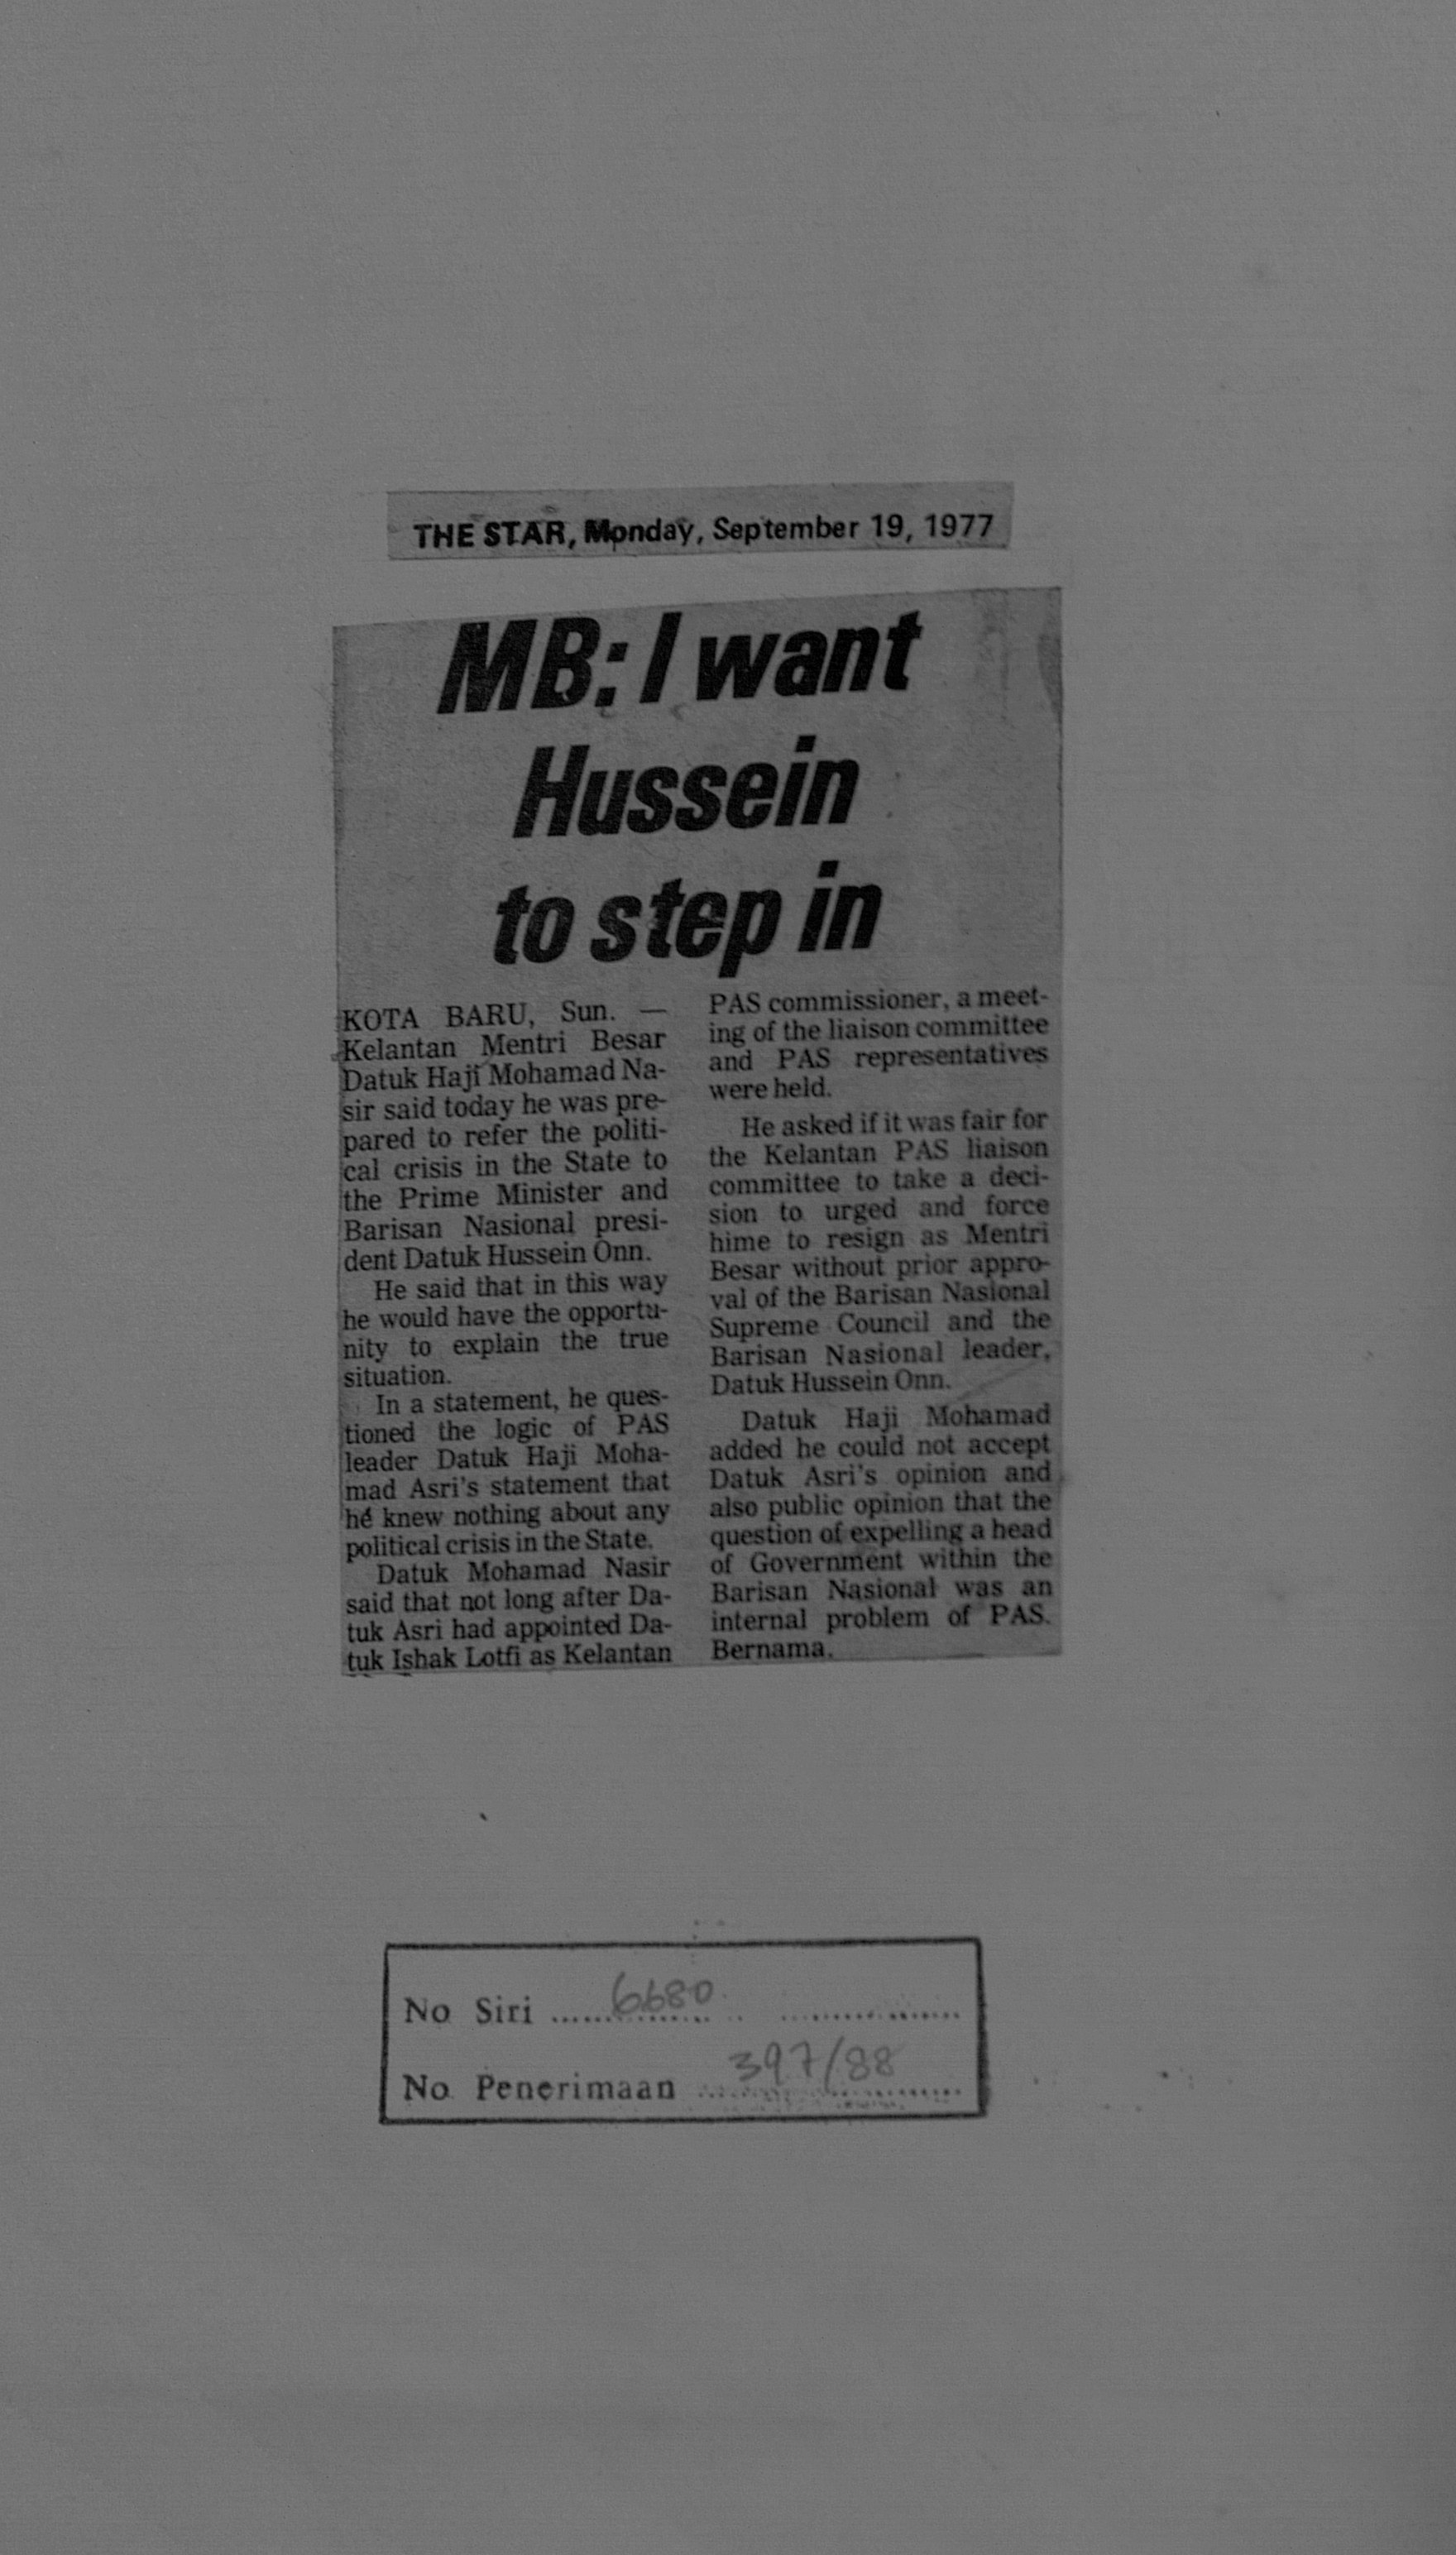 THE STAR, Monday, September 19, 1977
MB: I want
Hussein
to step in
KOTA BARU, Sun. —
Kelantan Mentri Besar
Datuk Haji Mohamad Na-
sir said today he was pre-
pared to refer the politi-
cal crisis in the State to
the Prime Minister and
Barisan Nasional presi-
dent Datuk Hussein Onn.
He said that in this way
he would have the opportu-
nity to explain the true
situation.
In a statement, he ques-
tioned the logic of PAS
leader Datuk Haji Moha-
mad Asri's statement that
he knew nothing about any
political crisis in the State.
Datuk Mohamad Nasir
said that not long after Da-
tuk Asri had appointed Da-
tuk Ishak Lotfi as Kelantan
PAS commissioner, a meet-
ing of the liaison committee
and PAS representatives
were held.
He asked if it was fair for
the Kelantan PAS liaison
committee to take a deci-
sion to urged and force
hime to resign as Mentri
Besar without prior appro-
val of the Barisan Nasional
Supreme Council and the
Barisan Nasional leader,
Datuk Hussein Onn.
Datuk Haji Mohamad
added he could not accept
Datuk Asri's opinion and
also public opinion that the
question of expelling a head
of Government within the
Barisan Nasional was an
internal problem of PAS.
Bernama.
No Siri 6680
No Penerimaan 397/88